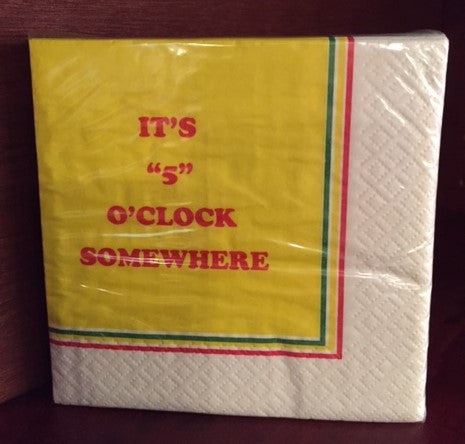 IT'S
“5”
O'CLOCK
SOMEWHERE